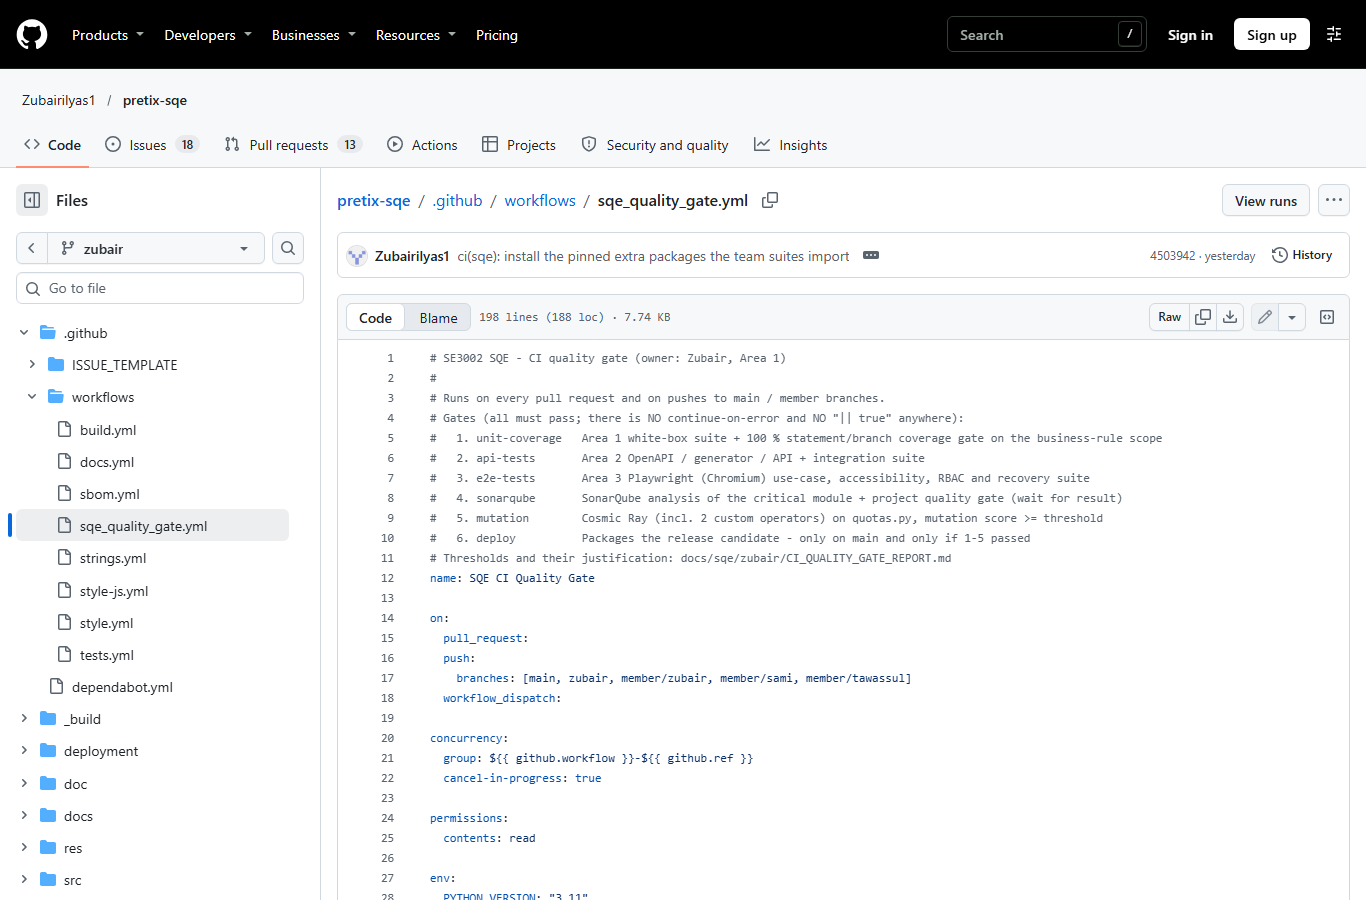 Products
Developers
Businesses
Resources
Pricing
Search
/
Sign in
Sign up
Zubairilyas1 / pretix-sqe
Code
Issues 18
Pull requests 13
Actions
Projects
Security and quality
Insights
Files
zubair
Go to file
.github
ISSUE_TEMPLATE
workflows
build.yml
docs.yml
sbom.yml
sqe_quality_gate.yml
strings.yml
style-js.yml
style.yml
tests.yml
dependabot.yml
_build
deployment
doc
docs
res
src
pretix-sqe / .github / workflows / sqe_quality_gate.yml
View runs
Zubairilyas1 ci(sqe): install the pinned extra packages the team suites import
4503942 · yesterday
History
Code
Blame
198 lines (188 loc) · 7.74 KB
Raw
1 # SE3002 SQE - CI quality gate (owner: Zubair, Area 1)
2 #
3 # Runs on every pull request and on pushes to main / member branches.
4 # Gates (all must pass; there is NO continue-on-error and NO "|| true" anywhere):
5 #   1. unit-coverage   Area 1 white-box suite + 100 % statement/branch coverage gate on the business-rule scope
6 #   2. api-tests       Area 2 OpenAPI / generator / API + integration suite
7 #   3. e2e-tests       Area 3 Playwright (Chromium) use-case, accessibility, RBAC and recovery suite
8 #   4. sonarqube       SonarQube analysis of the critical module + project quality gate (wait for result)
9 #   5. mutation        Cosmic Ray (incl. 2 custom operators) on quotas.py, mutation score >= threshold
10 #   6. deploy          Packages the release candidate - only on main and only if 1-5 passed
11 # Thresholds and their justification: docs/sqe/zubair/CI_QUALITY_GATE_REPORT.md
12 name: SQE CI Quality Gate
13
14 on:
15   pull_request:
16   push:
17     branches: [main, zubair, member/zubair, member/sami, member/tawassul]
18   workflow_dispatch:
19
20 concurrency:
21   group: ${{ github.workflow }}-${{ github.ref }}
22   cancel-in-progress: true
23
24 permissions:
25   contents: read
26
27 env:
28   PYTHON_VERSION: "3.11"